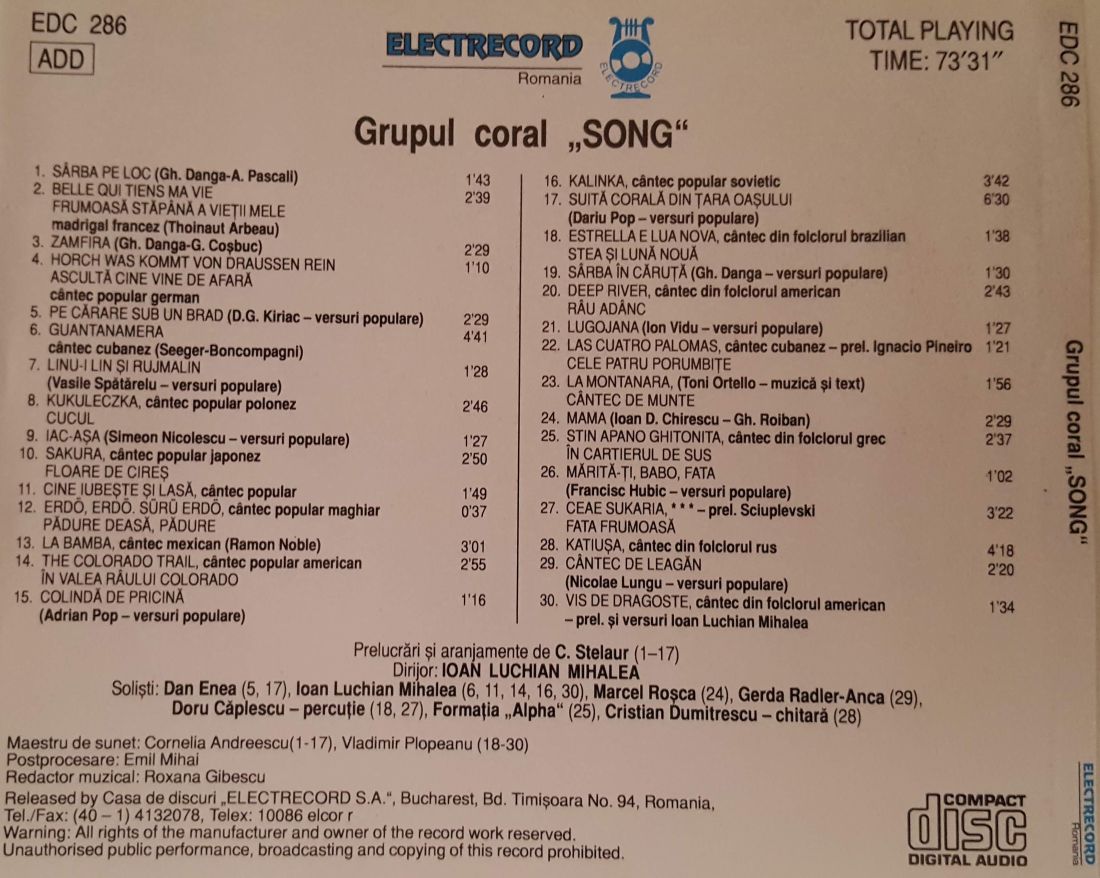 EDC 286
ADD
ELECTRECORD
Romania
ELECTRECORD
TOTAL PLAYING
TIME: 73'31"
Grupul coral „SONG“
1. SÂRBA PE LOC (Gh. Danga-A. Pascali) 1'43
2. BELLE QUI TIENS MA VIE 2'39
FRUMOASĂ STĂPÂNĂ A VIEȚII MELE
madrigal francez (Thoinaut Arbeau)
3. ZAMFIRA (Gh. Danga-G. Coșbuc) 2'29
4. HORCH WAS KOMMT VON DRAUSSEN REIN 1'10
ASCULTĂ CINE VINE DE AFARĂ
cântec popular german
5. PE CĂRARE SUB UN BRAD (D.G. Kiriac – versuri populare) 2'29
6. GUANTANAMERA 4'41
cântec cubanez (Seeger-Boncompagni)
7. LINU-I LIN ȘI RUJMALIN 1'28
(Vasile Spătărelu – versuri populare)
8. KUKULECZKA, cântec popular polonez 2'46
CUCUL
9. IAC-AȘA (Simeon Nicolescu – versuri populare) 1'27
10. SAKURA, cântec popular japonez 2'50
FLOARE DE CIREȘ
11. CINE IUBEȘTE ȘI LASĂ, cântec popular 1'49
12. ERDÖ, ERDÖ. SÜRÜ ERDÖ, cântec popular maghiar 0'37
PĂDURE DEASĂ, PĂDURE
13. LA BAMBA, cântec mexican (Ramon Noble) 3'01
14. THE COLORADO TRAIL, cântec popular american 2'55
ÎN VALEA RÂULUI COLORADO
15. COLINDĂ DE PRICINĂ 1'16
(Adrian Pop – versuri populare)
16. KALINKA, cântec popular sovietic 3'42
17. SUITĂ CORALĂ DIN ȚARA OAȘULUI 6'30
(Dariu Pop – versuri populare)
18. ESTRELLA E LUA NOVA, cântec din folclorul brazilian 1'38
STEA ȘI LUNĂ NOUĂ
19. SÂRBA ÎN CĂRUȚĂ (Gh. Danga – versuri populare) 1'30
20. DEEP RIVER, cântec din folclorul american 2'43
RÂU ADÂNC
21. LUGOJANA (Ion Vidu – versuri populare) 1'27
22. LAS CUATRO PALOMAS, cântec cubanez – prel. Ignacio Pineiro 1'21
CELE PATRU PORUMBIȚE
23. LA MONTANARA, (Toni Ortello – muzică și text) 1'56
CÂNTEC DE MUNTE
24. MAMA (Ioan D. Chirescu – Gh. Roiban) 2'29
25. STIN APANO GHITONITA, cântec din folclorul grec 2'37
ÎN CARTIERUL DE SUS
26. MĂRITĂ-ȚI, BABO, FATA 1'02
(Francisc Hubic – versuri populare)
27. CEAE SUKARIA, * * * – prel. Sciuplevski 3'22
FATA FRUMOASĂ
28. KATIUȘA, cântec din folclorul rus 4'18
29. CÂNTEC DE LEAGĂN 2'20
(Nicolae Lungu – versuri populare)
30. VIS DE DRAGOSTE, cântec din folclorul american 1'34
– prel. și versuri Ioan Luchian Mihalea
Prelucrări și aranjamente de C. Stelaur (1–17)
Dirijor: IOAN LUCHIAN MIHALEA
Soliști: Dan Enea (5, 17), Ioan Luchian Mihalea (6, 11, 14, 16, 30), Marcel Roșca (24), Gerda Radler-Anca (29),
Doru Căplescu – percuție (18, 27), Formația „Alpha“ (25), Cristian Dumitrescu – chitară (28)
Maestru de sunet: Cornelia Andreescu(1-17), Vladimir Plopeanu (18-30)
Postprocesare: Emil Mihai
Redactor muzical: Roxana Gibescu
Released by Casa de discuri „ELECTRECORD S.A.“, Bucharest, Bd. Timișoara No. 94, Romania,
Tel./Fax: (40 – 1) 4132078, Telex: 10086 elcor r
Warning: All rights of the manufacturer and owner of the record work reserved.
Unauthorised public performance, broadcasting and copying of this record prohibited.
COMPACT
disc
DIGITAL AUDIO
EDC 286
Grupul coral „SONG“
ELECTRECORD
Romania